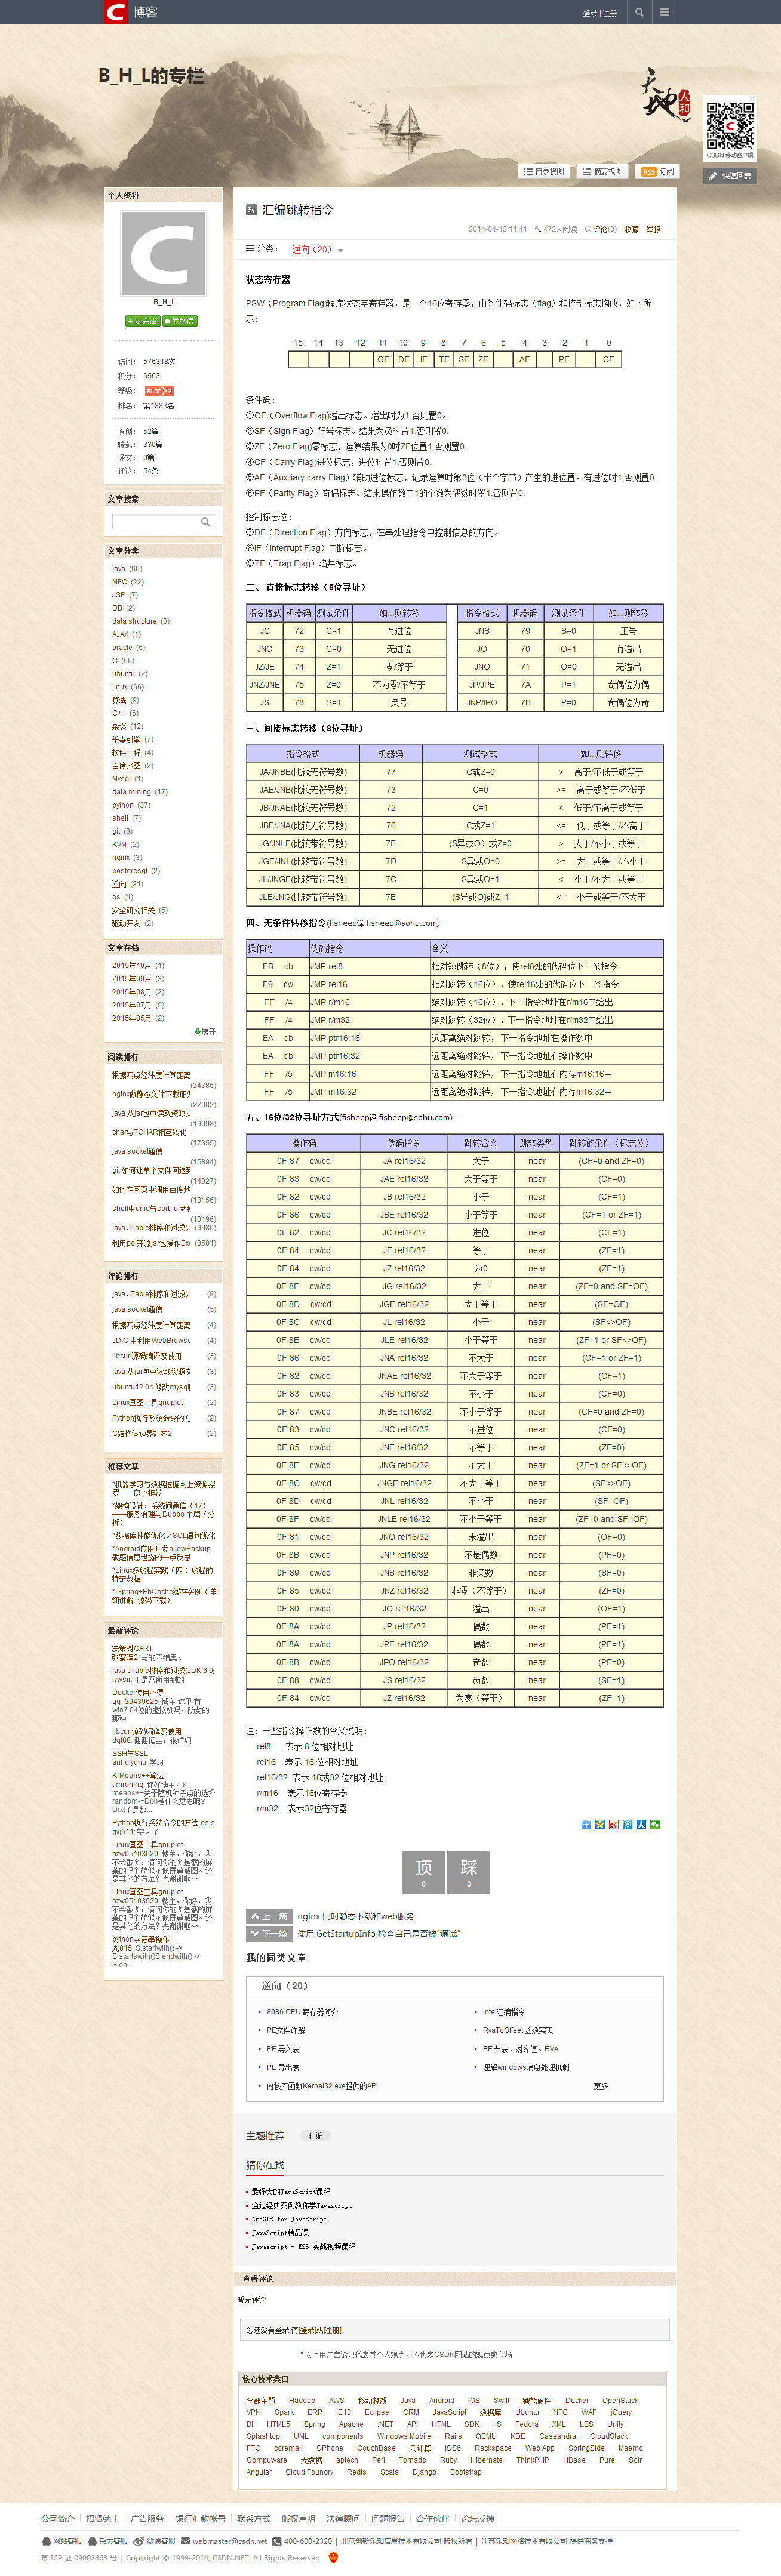 博客
登录 | 注册
B_H_L的专栏
CSDN 移动客户端
快速回复
目录视图
摘要视图
RSS 订阅
个人资料
B_H_L
加关注 发私信
访问： 576318次
积分： 6563
等级： BLOG 6
排名： 第1883名
原创： 52篇
转载： 330篇
译文： 0篇
评论： 54条
文章搜索
文章分类
java (60)
MFC (22)
JSP (7)
DB (2)
data structure (3)
AJAX (1)
oracle (6)
C (66)
ubuntu (2)
linux (66)
算法 (9)
C++ (6)
杂谈 (12)
杀毒引擎 (7)
软件工程 (4)
百度地图 (2)
Mysql (1)
data mining (17)
python (37)
shell (7)
git (8)
KVM (2)
nginx (3)
postgresql (2)
逆向 (21)
os (1)
安全研究相关 (5)
驱动开发 (2)
文章存档
2015年10月 (1)
2015年09月 (3)
2015年08月 (2)
2015年07月 (5)
2015年05月 (2)
展开
阅读排行
根据两点经纬度计算距离
(34386)
nginx做静态文件下载服务
(22902)
java 从jar包中读取资源文
(19098)
char与TCHAR相互转化
(17355)
java socket通信
(15894)
git 如何让单个文件回退到
(14827)
如何在网页中调用百度地
(13156)
shell中uniq与sort -u 两种
(10196)
java JTable排序和过滤(.. (9980)
利用poi开源jar包操作Exc (8501)
评论排行
java JTable排序和过滤(.. (9)
java socket通信 (5)
根据两点经纬度计算距离 (4)
JDIC 中利用WebBrowse (4)
libcurl源码编译及使用 (3)
java 从jar包中读取资源文 (3)
ubuntu12.04 修改mysql (3)
Linux画图工具gnuplot (2)
Python执行系统命令的方 (2)
C结构体边界对齐2 (2)
推荐文章
*机器学习与数据挖掘网上资源搜
罗——良心推荐
*架构设计：系统间通信（17）
——服务治理与Dubbo 中篇（分
析）
*数据库性能优化之SQL语句优化
*Android应用开发allowBackup
敏感信息泄露的一点反思
*Linux多线程实践（四 ）线程的
特定数据
* Spring+EhCache缓存实例（详
细讲解+源码下载）
最新评论
决策树CART
张赛晖2: 写的不错奥、
java JTable排序和过滤(JDK 6.0)
lywsir: 正是吾所用到的
Docker使用心得
qq_30439625: 博主 这里 有
win7 64位的虚拟机吗，防封的
那种
libcurl源码编译及使用
dqf88: 谢谢博主，很详细
SSH与SSL
anhuiyuhu: 学习
K-Means++算法
timruning: 你好博主，k-
means++关于随机种子点的选择
random-=D(x)是什么意思呢？
D(x)不是都...
Python执行系统命令的方法 os.s
qxj511: 学习了
Linux画图工具gnuplot
hzw05103020: 楼主，你好，我
不会截图，请问你的图是截的屏
幕的吗？貌似不像屏幕截图。还
是其他的方法？先谢谢啦~~
Linux画图工具gnuplot
hzw05103020: 楼主，你好，我
不会截图，请问你的图是截的屏
幕的吗？貌似不像屏幕截图。还
是其他的方法？先谢谢啦~~
python字符串操作
光815: S.startwith() ->
S.startswith()S.endwith() ->
S.en...
转 汇编跳转指令
2014-04-12 11:41 472人阅读 评论(0) 收藏 举报
分类： 逆向（20）
状态寄存器
PSW（Program Flag)程序状态字寄存器，是一个16位寄存器，由条件码标志（flag）和控制标志构成，如下所
示：
15 14 13 12 11 10 9 8 7 6 5 4 3 2 1 0
OF DF IF TF SF ZF AF PF CF
条件码：
①OF（Overflow Flag)溢出标志。溢出时为1,否则置0。
②SF（Sign Flag）符号标志。结果为负时置1,否则置0.
③ZF（Zero Flag)零标志，运算结果为0时ZF位置1,否则置0.
④CF（Carry Flag)进位标志，进位时置1,否则置0.
⑤AF（Auxiliary carry Flag）辅助进位标志，记录运算时第3位（半个字节）产生的进位置。有进位时1,否则置0.
⑥PF（Parity Flag）奇偶标志。结果操作数中1的个数为偶数时置1,否则置0.
控制标志位：
⑦DF（Direction Flag）方向标志，在串处理指令中控制信息的方向。
⑧IF（Interrupt Flag）中断标志。
⑨TF（Trap Flag）陷井标志。
二、 直接标志转移（8位寻址）
指令格式 机器码 测试条件 如...则转移 指令格式 机器码 测试条件 如...则转移
JC 72 C=1 有进位 JNS 79 S=0 正号
JNC 73 C=0 无进位 JO 70 O=1 有溢出
JZ/JE 74 Z=1 零/等于 JNO 71 O=0 无溢出
JNZ/JNE 75 Z=0 不为零/不等于 JP/JPE 7A P=1 奇偶位为偶
JS 78 S=1 负号 JNP/IPO 7B P=0 奇偶位为奇
三、间接标志转移（8位寻址）
指令格式 机器码 测试格式 如...则转移
JA/JNBE(比较无符号数) 77 C或Z=0 > 高于/不低于或等于
JAE/JNB(比较无符号数) 73 C=0 >= 高于或等于/不低于
JB/JNAE(比较无符号数) 72 C=1 < 低于/不高于或等于
JBE/JNA(比较无符号数) 76 C或Z=1 <= 低于或等于/不高于
JG/JNLE(比较带符号数) 7F (S异或O）或Z=0 > 大于/不小于或等于
JGE/JNL(比较带符号数) 7D S异或O=0 >= 大于或等于/不小于
JL/JNGE(比较带符号数) 7C S异或O=1 < 小于/不大于或等于
JLE/JNG(比较带符号数) 7E (S异或O)或Z=1 <= 小于或等于/不大于
四、无条件转移指令(fisheep译 fisheep@sohu.com）
操作码 伪码指令 含义
EB cb JMP rel8 相对短跳转（8位），使rel8处的代码位下一条指令
E9 cw JMP rel16 相对跳转（16位），使rel16处的代码位下一条指令
FF /4 JMP r/m16 绝对跳转（16位），下一指令地址在r/m16中给出
FF /4 JMP r/m32 绝对跳转（32位），下一指令地址在r/m32中给出
EA cb JMP ptr16:16 远距离绝对跳转， 下一指令地址在操作数中
EA cb JMP ptr16:32 远距离绝对跳转， 下一指令地址在操作数中
FF /5 JMP m16:16 远距离绝对跳转， 下一指令地址在内存m16:16中
FF /5 JMP m16:32 远距离绝对跳转， 下一指令地址在内存m16:32中
五、16位/32位寻址方式(fisheep译 fisheep@sohu.com)
操作码 伪码指令 跳转含义 跳转类型 跳转的条件（标志位）
0F 87 cw/cd JA rel16/32 大于 near (CF=0 and ZF=0)
0F 83 cw/cd JAE rel16/32 大于等于 near (CF=0)
0F 82 cw/cd JB rel16/32 小于 near (CF=1)
0F 86 cw/cd JBE rel16/32 小于等于 near (CF=1 or ZF=1)
0F 82 cw/cd JC rel16/32 进位 near (CF=1)
0F 84 cw/cd JE rel16/32 等于 near (ZF=1)
0F 84 cw/cd JZ rel16/32 为0 near (ZF=1)
0F 8F cw/cd JG rel16/32 大于 near (ZF=0 and SF=OF)
0F 8D cw/cd JGE rel16/32 大于等于 near (SF=OF)
0F 8C cw/cd JL rel16/32 小于 near (SF<>OF)
0F 8E cw/cd JLE rel16/32 小于等于 near (ZF=1 or SF<>OF)
0F 86 cw/cd JNA rel16/32 不大于 near (CF=1 or ZF=1)
0F 82 cw/cd JNAE rel16/32 不大于等于 near (CF=1)
0F 83 cw/cd JNB rel16/32 不小于 near (CF=0)
0F 87 cw/cd JNBE rel16/32 不小于等于 near (CF=0 and ZF=0)
0F 83 cw/cd JNC rel16/32 不进位 near (CF=0)
0F 85 cw/cd JNE rel16/32 不等于 near (ZF=0)
0F 8E cw/cd JNG rel16/32 不大于 near (ZF=1 or SF<>OF)
0F 8C cw/cd JNGE rel16/32 不大于等于 near (SF<>OF)
0F 8D cw/cd JNL rel16/32 不小于 near (SF=OF)
0F 8F cw/cd JNLE rel16/32 不小于等于 near (ZF=0 and SF=OF)
0F 81 cw/cd JNO rel16/32 未溢出 near (OF=0)
0F 8B cw/cd JNP rel16/32 不是偶数 near (PF=0)
0F 89 cw/cd JNS rel16/32 非负数 near (SF=0)
0F 85 cw/cd JNZ rel16/32 非零（不等于） near (ZF=0)
0F 80 cw/cd JO rel16/32 溢出 near (OF=1)
0F 8A cw/cd JP rel16/32 偶数 near (PF=1)
0F 8A cw/cd JPE rel16/32 偶数 near (PF=1)
0F 8B cw/cd JPO rel16/32 奇数 near (PF=0)
0F 88 cw/cd JS rel16/32 负数 near (SF=1)
0F 84 cw/cd JZ rel16/32 为零（等于） near (ZF=1)
注：一些指令操作数的含义说明：
rel8 表示 8 位相对地址
rel16 表示 16 位相对地址
rel16/32 表示 16或32 位相对地址
r/m16 表示16位寄存器
r/m32 表示32位寄存器
顶 踩
0 0
上一篇 nginx 同时静态下载和web服务
下一篇 使用 GetStartupInfo 检查自己是否被"调试"
我的同类文章
逆向（20）
• 8086 CPU 寄存器简介 • intel汇编指令
• PE文件详解 • RvaToOffset 函数实现
• PE 导入表 • PE 节表、对齐值、RVA
• PE 导出表 • 理解windows消息处理机制
• 内核库函数Kernel32.exe提供的API 更多
主题推荐 汇编
猜你在找
最强大的JavaScript课程
通过经典案例教你学Javascript
ArcGIS for JavaScript
JavaScript精品课
Javascript - ES6 实战视频课程
查看评论
暂无评论
您还没有登录,请[登录]或[注册]
* 以上用户言论只代表其个人观点，不代表CSDN网站的观点或立场
核心技术类目
全部主题 Hadoop AWS 移动游戏 Java Android iOS Swift 智能硬件 Docker OpenStack
VPN Spark ERP IE10 Eclipse CRM JavaScript 数据库 Ubuntu NFC WAP jQuery
BI HTML5 Spring Apache .NET API HTML SDK IIS Fedora XML LBS Unity
Splashtop UML components Windows Mobile Rails QEMU KDE Cassandra CloudStack
FTC coremail OPhone CouchBase 云计算 iOS6 Rackspace Web App SpringSide Maemo
Compuware 大数据 aptech Perl Tornado Ruby Hibernate ThinkPHP HBase Pure Solr
Angular Cloud Foundry Redis Scala Django Bootstrap
公司简介 | 招贤纳士 | 广告服务 | 银行汇款帐号 | 联系方式 | 版权声明 | 法律顾问 | 问题报告 | 合作伙伴 | 论坛反馈
网站客服 杂志客服 微博客服 webmaster@csdn.net 400-600-2320 | 北京创新乐知信息技术有限公司 版权所有 | 江苏乐知网络技术有限公司 提供商务支持
京 ICP 证 09002463 号 | Copyright © 1999-2014, CSDN.NET, All Rights Reserved